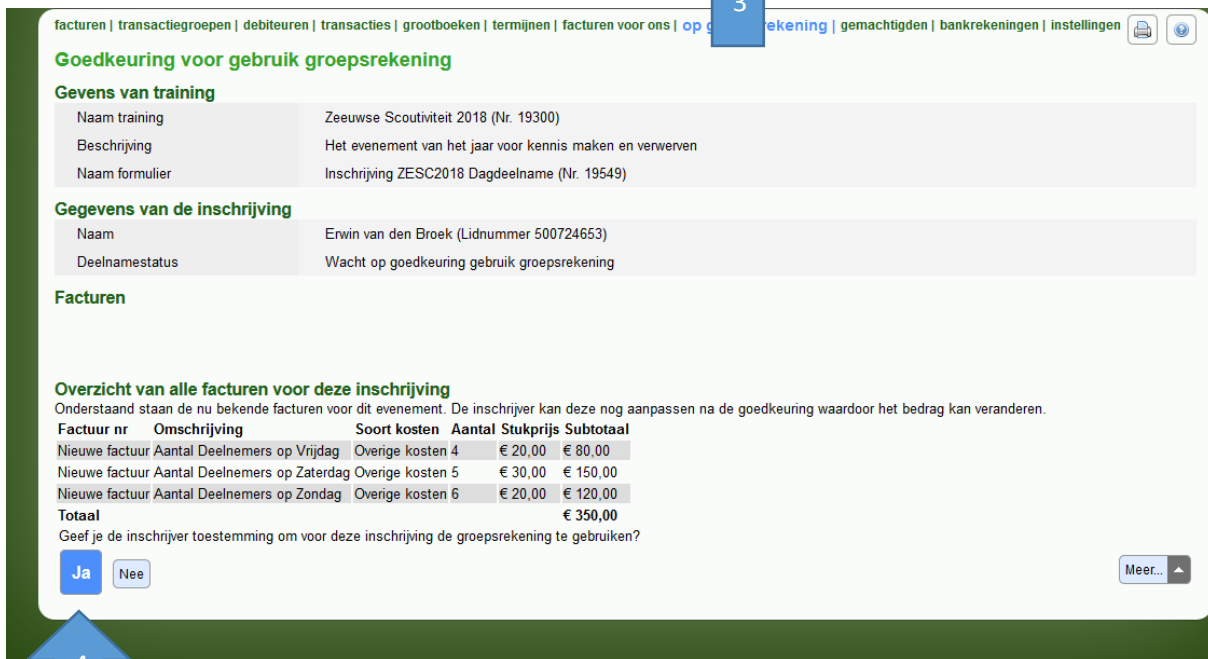 3
facturen | transactiegroepen | debiteuren | transacties | grootboeken | termijnen | facturen voor ons | op g ekening | gemachtigden | bankrekeningen | instellingen
Goedkeuring voor gebruik groepsrekening
Gevens van training
Naam training Zeeuwse Scoutiviteit 2018 (Nr. 19300)
Beschrijving Het evenement van het jaar voor kennis maken en verwerven
Naam formulier Inschrijving ZESC2018 Dagdeelname (Nr. 19549)
Gegevens van de inschrijving
Naam Erwin van den Broek (Lidnummer 500724653)
Deelnamestatus Wacht op goedkeuring gebruik groepsrekening
Facturen
Overzicht van alle facturen voor deze inschrijving
Onderstaand staan de nu bekende facturen voor dit evenement. De inschrijver kan deze nog aanpassen na de goedkeuring waardoor het bedrag kan veranderen.
Factuur nr Omschrijving Soort kosten Aantal Stukprijs Subtotaal
Nieuwe factuur Aantal Deelnemers op Vrijdag Overige kosten 4 € 20,00 € 80,00
Nieuwe factuur Aantal Deelnemers op Zaterdag Overige kosten 5 € 30,00 € 150,00
Nieuwe factuur Aantal Deelnemers op Zondag Overige kosten 6 € 20,00 € 120,00
Totaal € 350,00
Geef je de inschrijver toestemming om voor deze inschrijving de groepsrekening te gebruiken?
Ja Nee Meer...